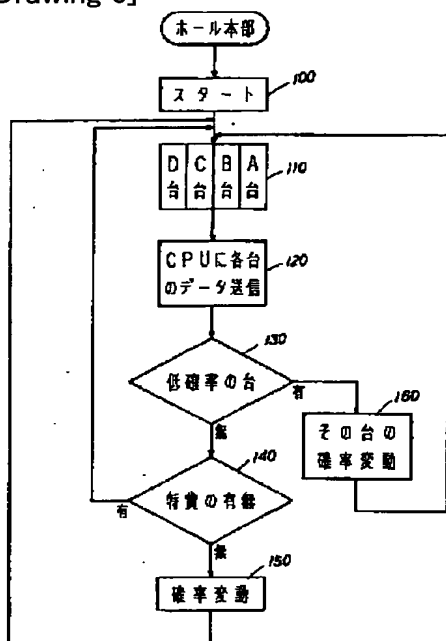 Drawing 6]
ホール本部
100
スタート
D台 C台 B台 A台
110
CPUに各台
のデータ送信
120
130
低確率の台
有
無
160
その台の
確率変動
140
特賞の有無
有
無
150
確率変動